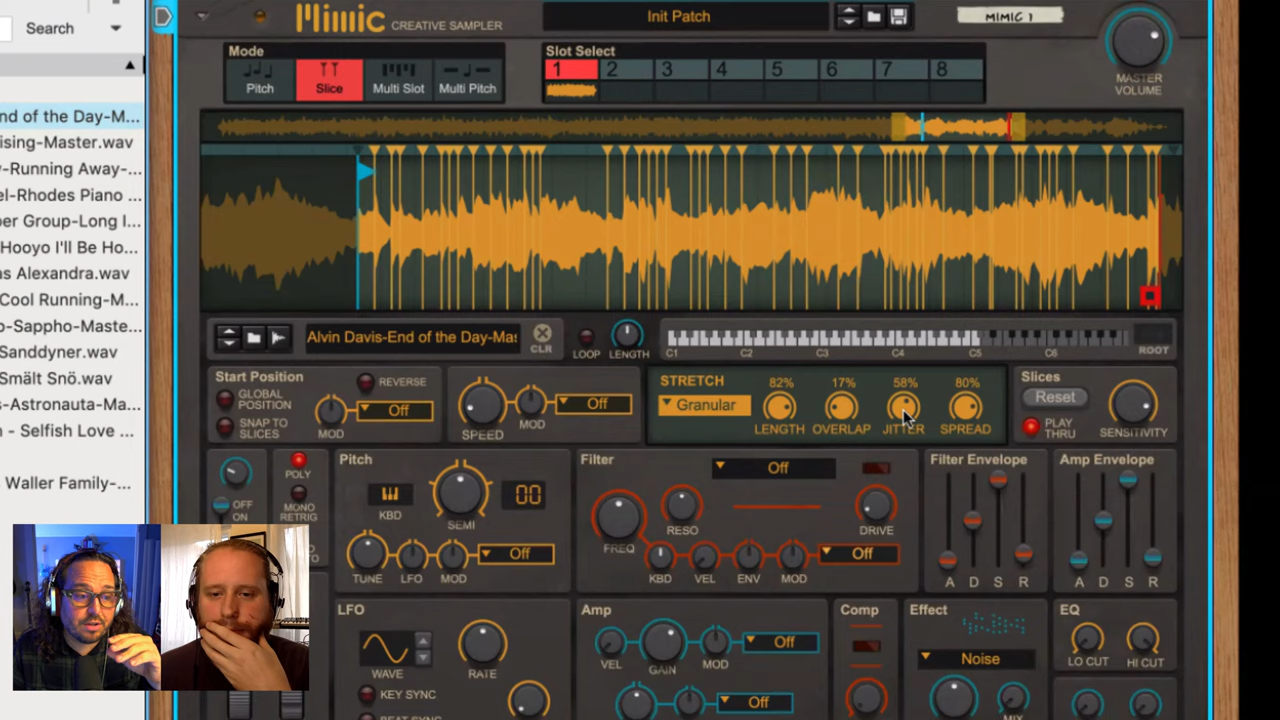 Search
Mimic CREATIVE SAMPLER
Init Patch
MIMIC 1
MASTER VOLUME
Mode
Pitch
Slice
Multi Slot
Multi Pitch
Slot Select
1 2 3 4 5 6 7 8
nd of the Day-M...
ising-Master.wav
y-Running Away-...
el-Rhodes Piano ...
per Group-Long I...
Hooyo I'll Be Ho...
as Alexandra.wav
Cool Running-M...
o-Sappho-Maste...
Sanddyner.wav
Smält Snö.wav
s-Astronauta-Ma...
n - Selfish Love ...
Waller Family-...
Alvin Davis-End of the Day-Mas
CLR
LOOP
LENGTH
C1 C2 C3 C4 C5 C6
ROOT
Start Position
REVERSE
GLOBAL POSITION
SNAP TO SLICES
MOD
Off
SPEED
MOD
Off
STRETCH
Granular
82% 17% 58% 80%
LENGTH OVERLAP JITTER SPREAD
Slices
Reset
PLAY THRU
SENSITIVITY
OFF
ON
POLY
MONO RETRIG
Pitch
KBD
SEMI
00
TUNE LFO MOD
Off
Filter
Off
FREQ
RESO
DRIVE
KBD VEL ENV MOD
Off
Filter Envelope
A D S R
Amp Envelope
A D S R
LFO
WAVE
RATE
KEY SYNC
Amp
VEL GAIN MOD
Off
Off
Comp
Effect
Noise
MIX
EQ
LO CUT HI CUT